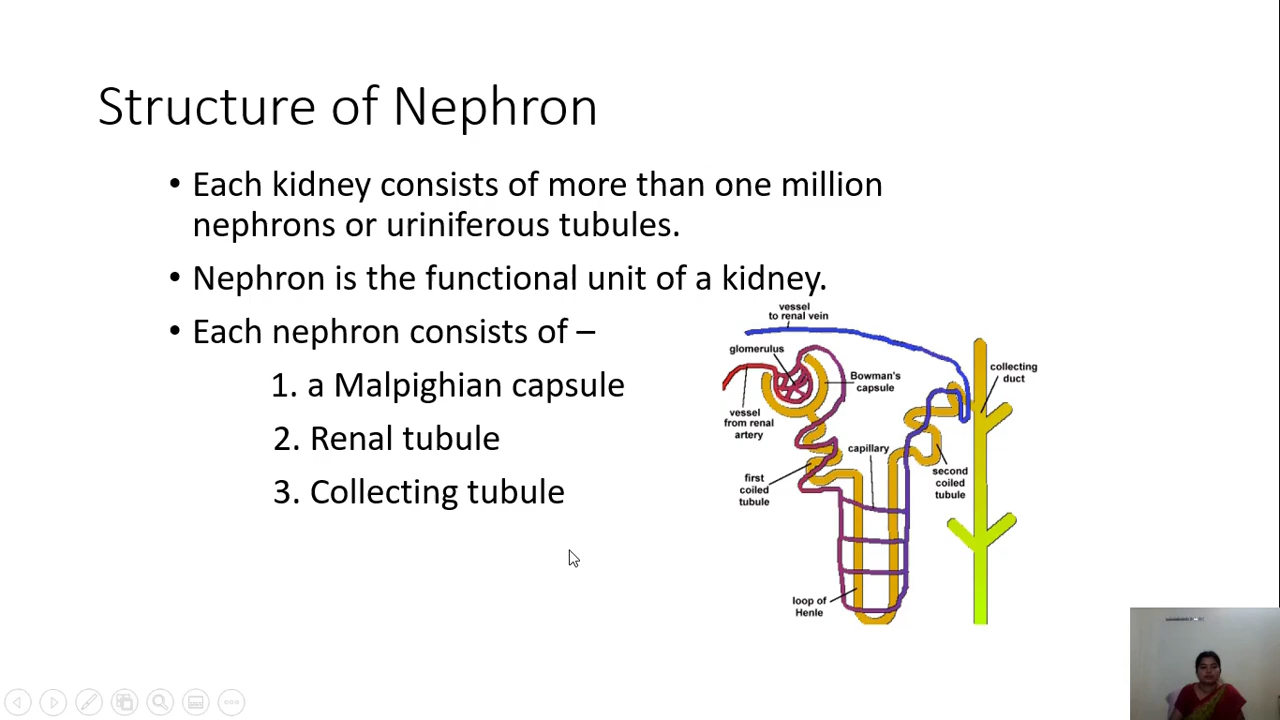 Structure of Nephron
• Each kidney consists of more than one million
nephrons or uriniferous tubules.
• Nephron is the functional unit of a kidney.
• Each nephron consists of –
1. a Malpighian capsule
2. Renal tubule
3. Collecting tubule
vessel
to renal vein
glomerulus
Bowman's
capsule
collecting
duct
vessel
from renal
artery
capillary
first
coiled
tubule
second
coiled
tubule
loop of
Henle